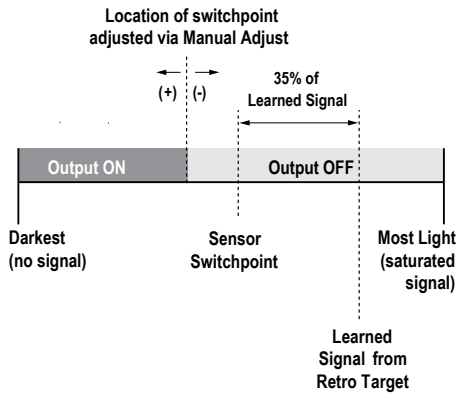 Location of switchpoint
adjusted via Manual Adjust
(+) (-)
35% of
Learned Signal
Output ON
Output OFF
Darkest
(no signal)
Sensor
Switchpoint
Most Light
(saturated
signal)
Learned
Signal from
Retro Target